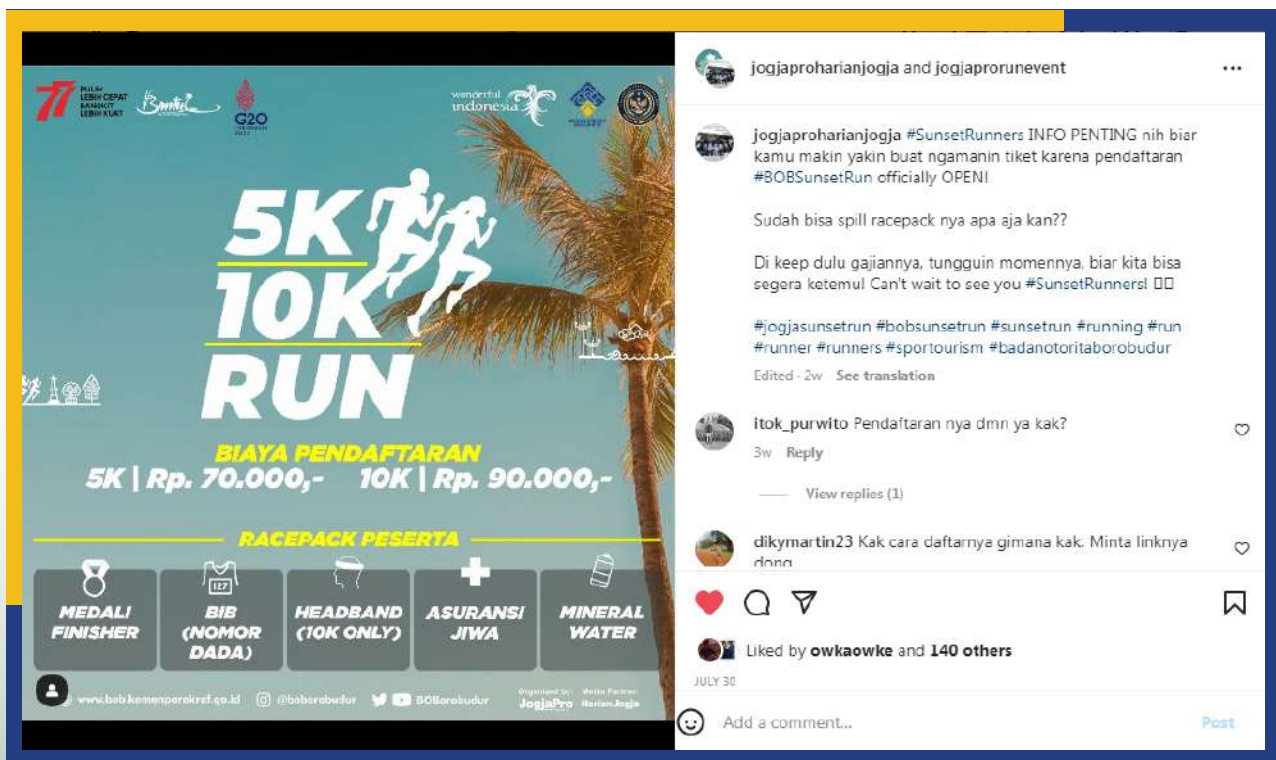 77
PULIH
LEBIH CEPAT
BANGKIT
LEBIH KUAT
Bantul
G20
wonderful
indonesia
5K
10K
RUN
BIAYA PENDAFTARAN
5K | Rp. 70.000,- 10K | Rp. 90.000,-
RACEPACK PESERTA
MEDALI
FINISHER
127
BIB
(NOMOR
DADA)
HEADBAND
(10K ONLY)
ASURANSI
JIWA
MINERAL
WATER
www.bob.kemenparekraf.go.id
@boborobudur
BOBorobudur
Organized by:
JogjaPro
Media Partner:
HarianJogja
jogjaproharianjogja and jogjaprorunevent
jogjaproharianjogja #SunsetRunners INFO PENTING nih biar
kamu makin yakin buat ngamanin tiket karena pendaftaran
#BOBSunsetRun officially OPEN!
Sudah bisa spill racepack nya apa aja kan??
Di keep dulu gajiannya, tungguin momennya, biar kita bisa
segera ketemu! Can't wait to see you #SunsetRunners!
#jogjasunsetrun #bobsunsetrun #sunsetrun #running #run
#runner #runners #sportourism #badanotoritaborobudur
Edited · 2w See translation
itok_purwito Pendaftaran nya dmn ya kak?
3w Reply
View replies (1)
dikymartin23 Kak cara daftarnya gimana kak. Minta linknya
dong
Liked by owkaowke and 140 others
JULY 30
Add a comment...
Post